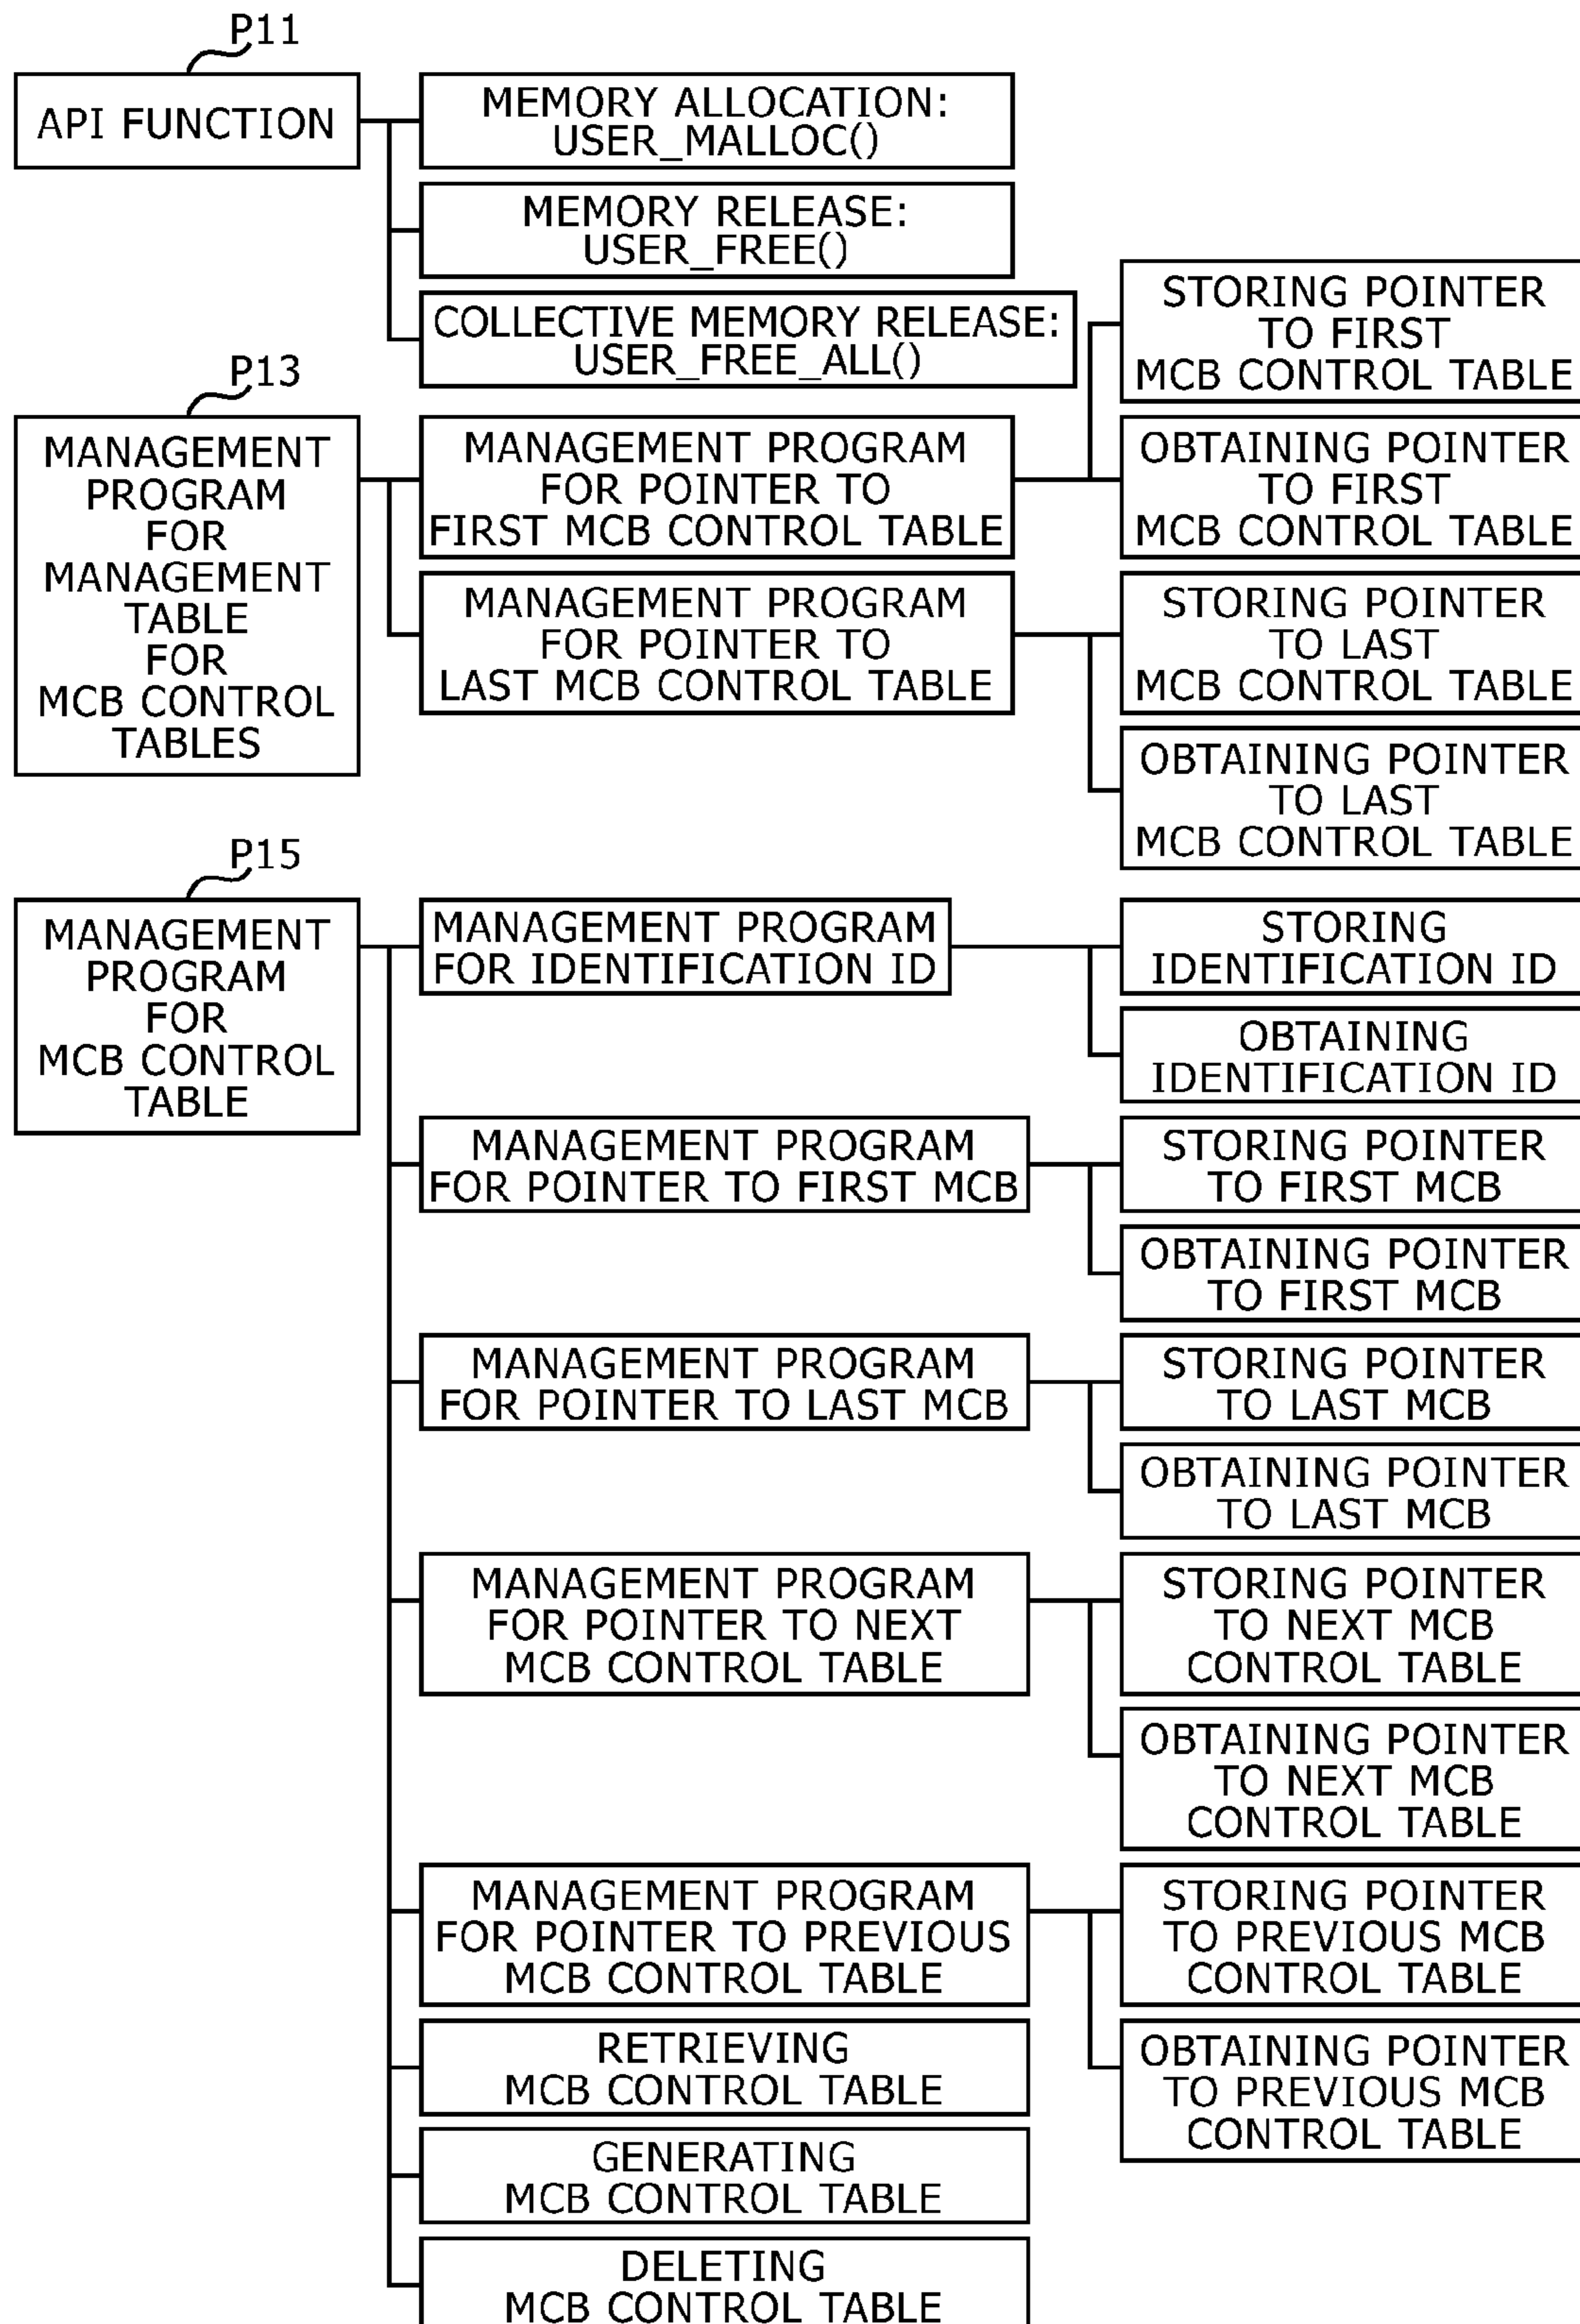 P11
API FUNCTION
MEMORY ALLOCATION:
USER_MALLOC()
MEMORY RELEASE:
USER_FREE()
COLLECTIVE MEMORY RELEASE:
USER_FREE_ALL()
P13
MANAGEMENT
PROGRAM
FOR
MANAGEMENT
TABLE
FOR
MCB CONTROL
TABLES
MANAGEMENT PROGRAM
FOR POINTER TO
FIRST MCB CONTROL TABLE
STORING POINTER
TO FIRST
MCB CONTROL TABLE
OBTAINING POINTER
TO FIRST
MCB CONTROL TABLE
MANAGEMENT PROGRAM
FOR POINTER TO
LAST MCB CONTROL TABLE
STORING POINTER
TO LAST
MCB CONTROL TABLE
OBTAINING POINTER
TO LAST
MCB CONTROL TABLE
P15
MANAGEMENT
PROGRAM
FOR
MCB CONTROL
TABLE
MANAGEMENT PROGRAM
FOR IDENTIFICATION ID
STORING
IDENTIFICATION ID
OBTAINING
IDENTIFICATION ID
MANAGEMENT PROGRAM
FOR POINTER TO FIRST MCB
STORING POINTER
TO FIRST MCB
OBTAINING POINTER
TO FIRST MCB
MANAGEMENT PROGRAM
FOR POINTER TO LAST MCB
STORING POINTER
TO LAST MCB
OBTAINING POINTER
TO LAST MCB
MANAGEMENT PROGRAM
FOR POINTER TO NEXT
MCB CONTROL TABLE
STORING POINTER
TO NEXT MCB
CONTROL TABLE
OBTAINING POINTER
TO NEXT MCB
CONTROL TABLE
MANAGEMENT PROGRAM
FOR POINTER TO PREVIOUS
MCB CONTROL TABLE
STORING POINTER
TO PREVIOUS MCB
CONTROL TABLE
OBTAINING POINTER
TO PREVIOUS MCB
CONTROL TABLE
RETRIEVING
MCB CONTROL TABLE
GENERATING
MCB CONTROL TABLE
DELETING
MCB CONTROL TABLE